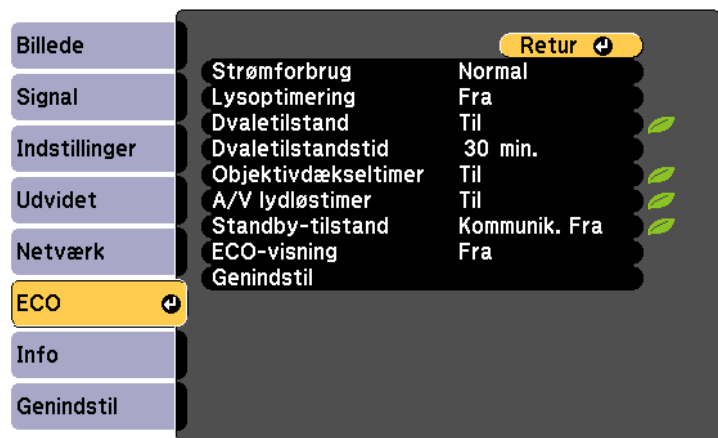 Billede
Signal
Indstillinger
Udvidet
Netværk
ECO
Info
Genindstil
Retur
Strømforbrug Normal
Lysoptimering Fra
Dvaletilstand Til
Dvaletilstandstid 30 min.
Objektivdækseltimer Til
A/V lydløstimer Til
Standby-tilstand Kommunik. Fra
ECO-visning Fra
Genindstil